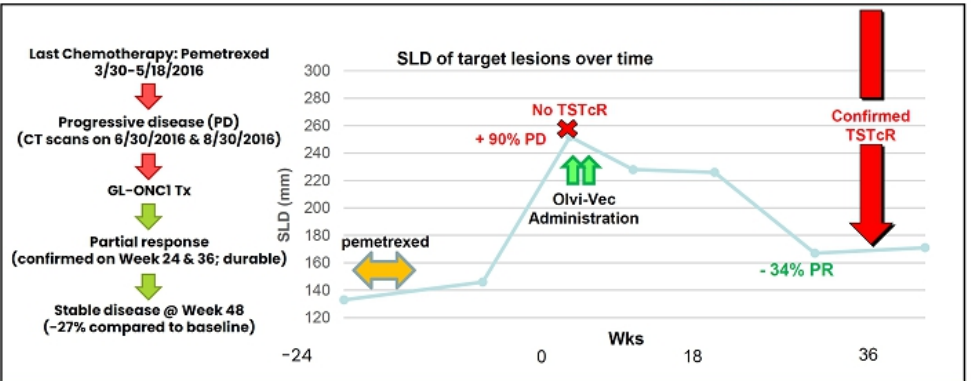 Last Chemotherapy: Pemetrexed
3/30-5/18/2016
Progressive disease (PD)
(CT scans on 6/30/2016 & 8/30/2016)
GL-ONC1 Tx
Partial response
(confirmed on Week 24 & 36; durable)
Stable disease @ Week 48
(-27% compared to baseline)
SLD of target lesions over time
SLD (mm)
300
280
260
240
220
200
180
160
140
120
No TSTcR
+ 90% PD
Olvi-Vec
Administration
pemetrexed
Confirmed
TSTcR
- 34% PR
Wks
−24
0
18
36